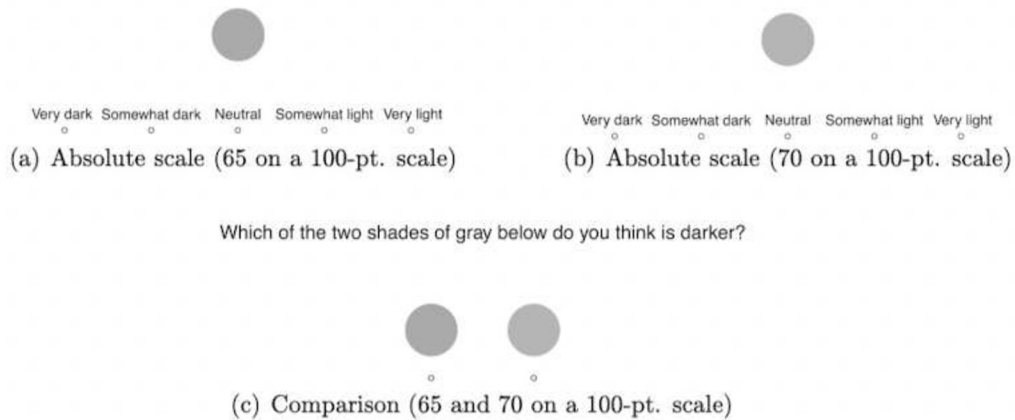 Very dark Somewhat dark Neutral Somewhat light Very light
(a) Absolute scale (65 on a 100-pt. scale)
Very dark Somewhat dark Neutral Somewhat light Very light
(b) Absolute scale (70 on a 100-pt. scale)
Which of the two shades of gray below do you think is darker?
(c) Comparison (65 and 70 on a 100-pt. scale)